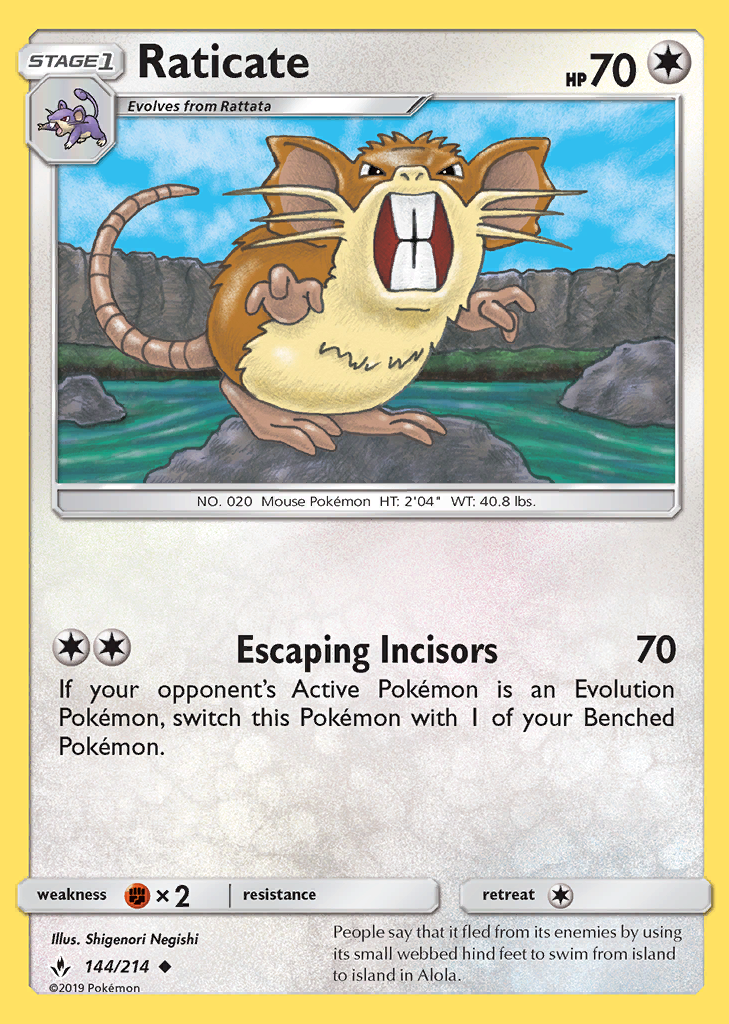 STAGE1
Raticate
HP70
Evolves from Rattata
NO. 020 Mouse Pokémon HT: 2'04" WT: 40.8 lbs.
Escaping Incisors 70
If your opponent's Active Pokémon is an Evolution
Pokémon, switch this Pokémon with 1 of your Benched
Pokémon.
weakness ×2 resistance retreat
Illus. Shigenori Negishi
144/214
©2019 Pokémon
People say that it fled from its enemies by using
its small webbed hind feet to swim from island
to island in Alola.